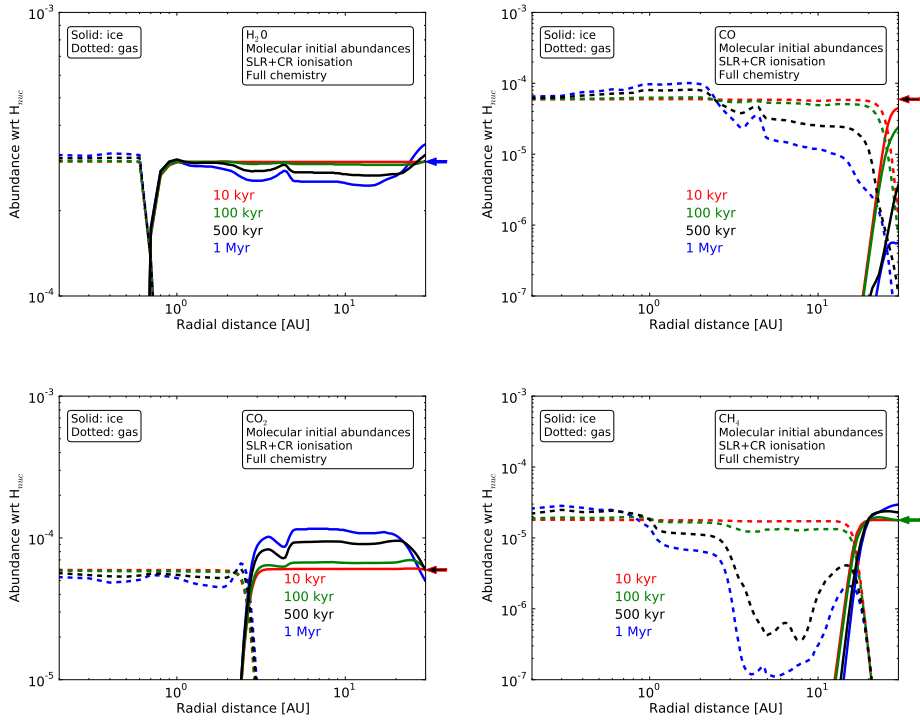 10⁻³
10⁻⁴
Abundance wrt H_nuc
Solid: ice
Dotted: gas
H₂0
Molecular initial abundances
SLR+CR ionisation
Full chemistry
10 kyr
100 kyr
500 kyr
1 Myr
10⁰
10¹
Radial distance [AU]
10⁻³
10⁻⁴
10⁻⁵
10⁻⁶
10⁻⁷
Abundance wrt H_nuc
Solid: ice
Dotted: gas
CO
Molecular initial abundances
SLR+CR ionisation
Full chemistry
10 kyr
100 kyr
500 kyr
1 Myr
10⁰
10¹
Radial distance [AU]
10⁻³
10⁻⁴
10⁻⁵
Abundance wrt H_nuc
Solid: ice
Dotted: gas
CO₂
Molecular initial abundances
SLR+CR ionisation
Full chemistry
10 kyr
100 kyr
500 kyr
1 Myr
10⁰
10¹
Radial distance [AU]
10⁻³
10⁻⁴
10⁻⁵
10⁻⁶
10⁻⁷
Abundance wrt H_nuc
Solid: ice
Dotted: gas
CH₄
Molecular initial abundances
SLR+CR ionisation
Full chemistry
10 kyr
100 kyr
500 kyr
1 Myr
10⁰
10¹
Radial distance [AU]